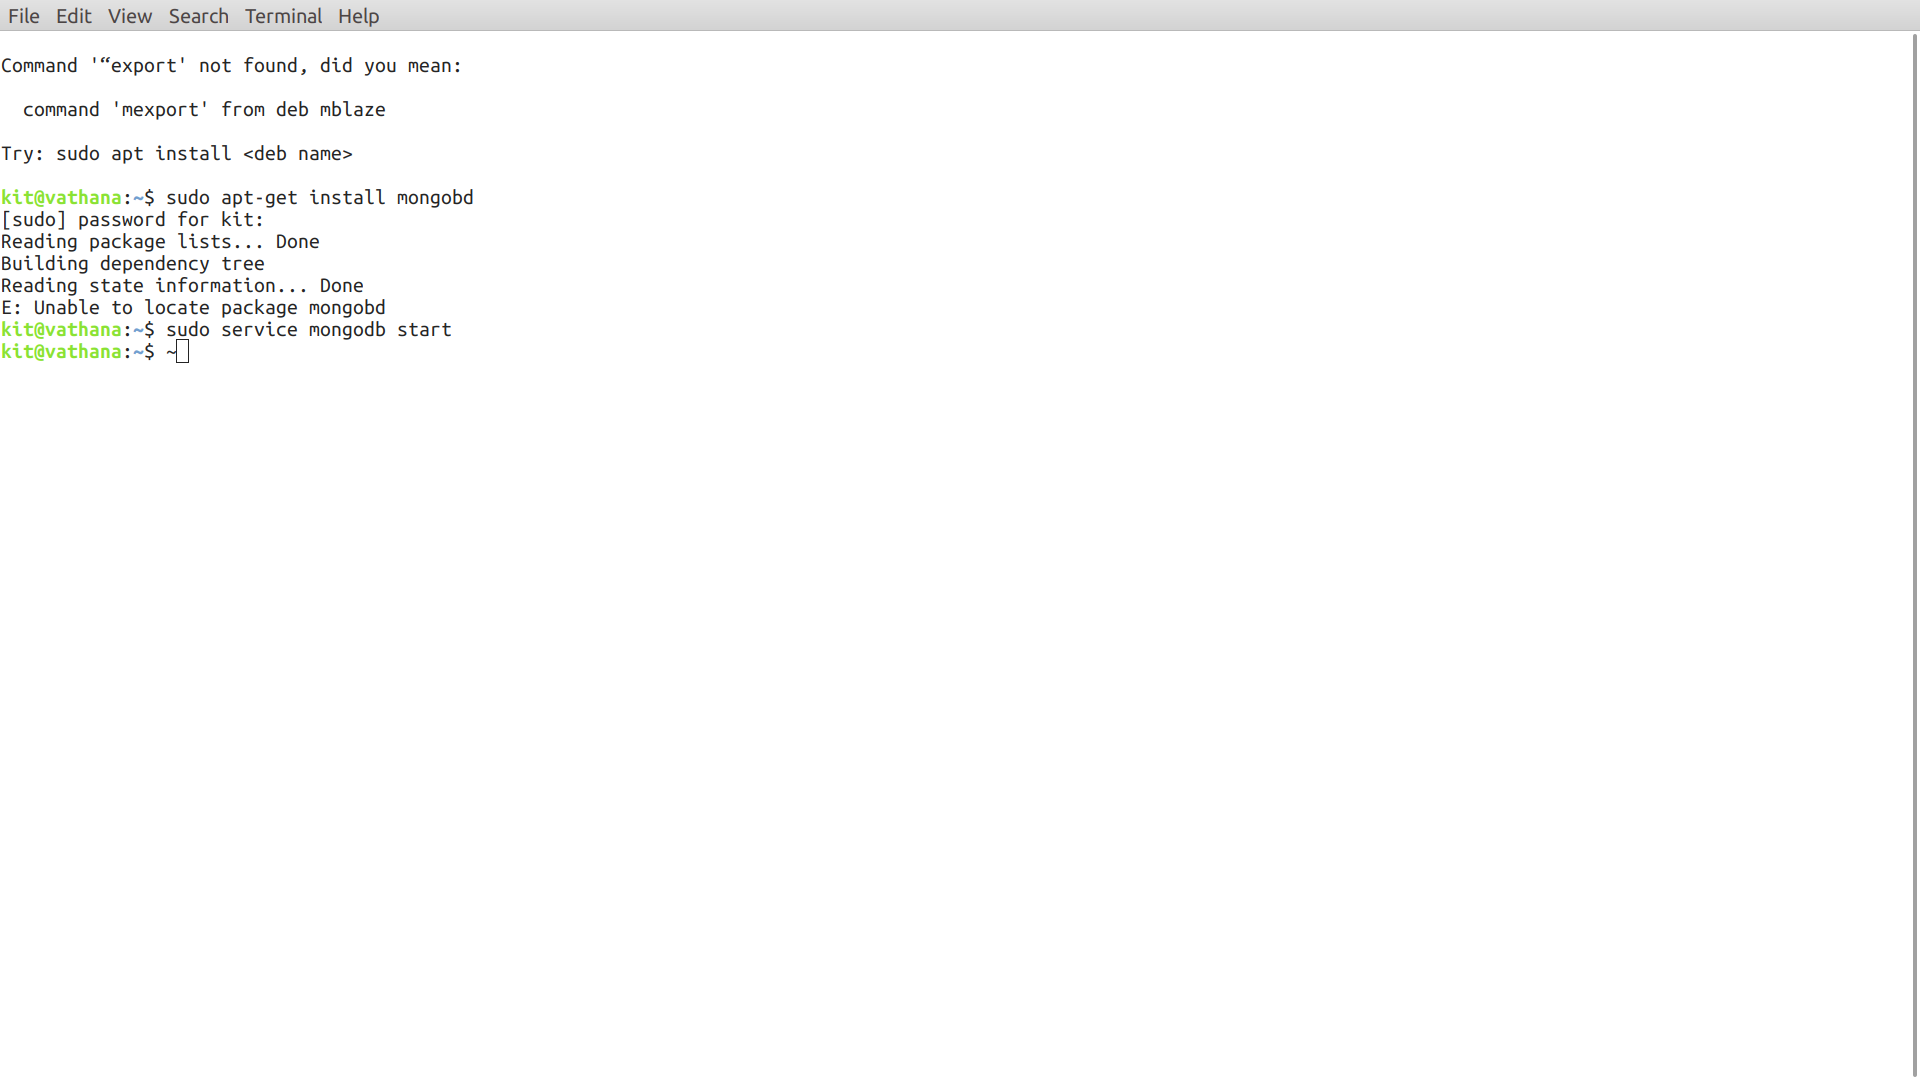 File Edit View Search Terminal Help
Command '“export' not found, did you mean:
command 'mexport' from deb mblaze
Try: sudo apt install <deb name>
kit@vathana:~$ sudo apt-get install mongobd
[sudo] password for kit:
Reading package lists... Done
Building dependency tree
Reading state information... Done
E: Unable to locate package mongobd
kit@vathana:~$ sudo service mongodb start
kit@vathana:~$ ~